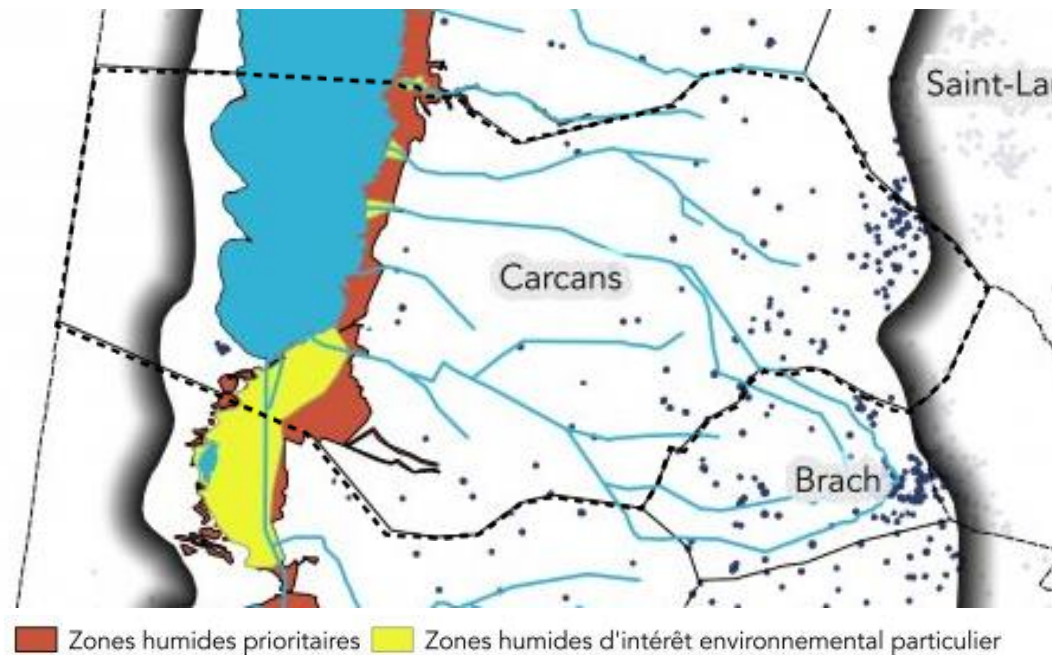 Saint-La
Carcans
Brach
Zones humides prioritaires
Zones humides d'intérêt environnemental particulier